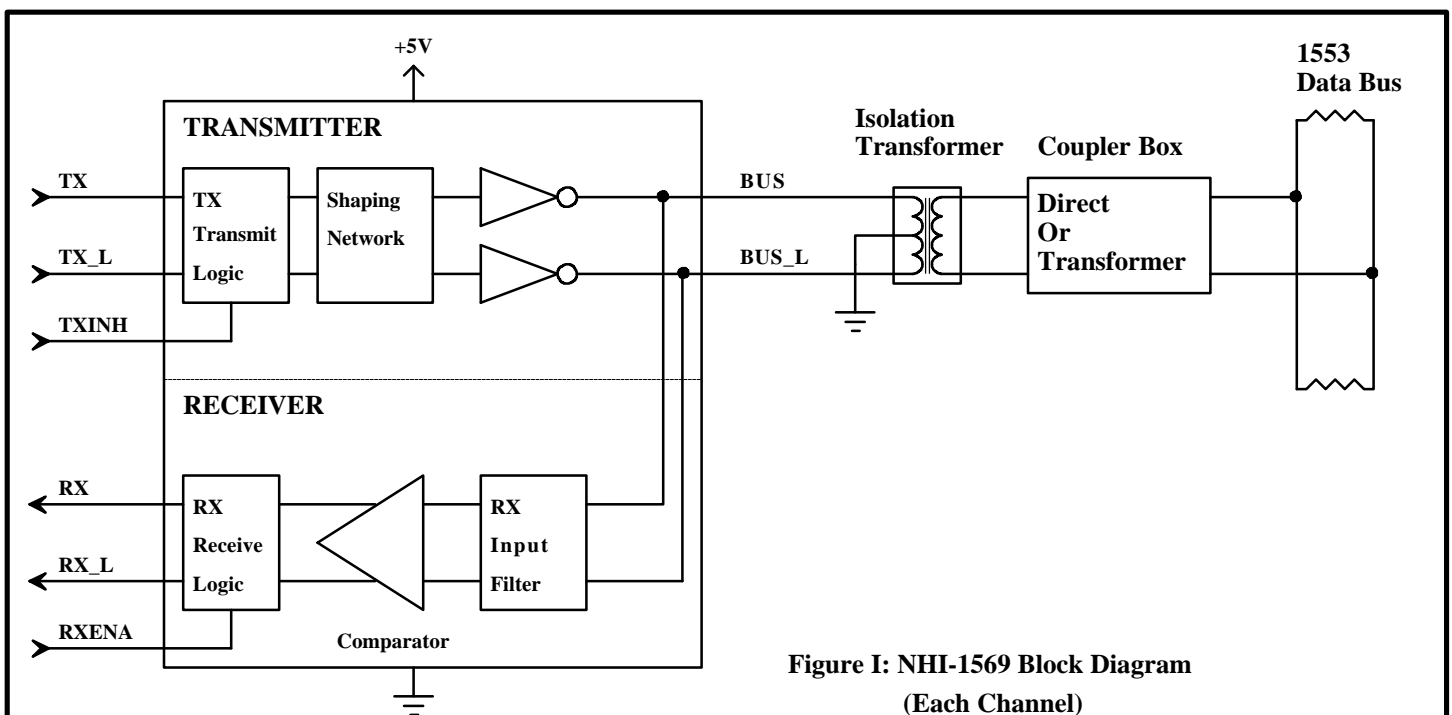 +5V
1553
Data Bus
TRANSMITTER
Isolation
Transformer
Coupler Box
TX
TX
Transmit
Logic
Shaping
Network
BUS
Direct
Or
Transformer
TX_L
BUS_L
TXINH
RECEIVER
RX
RX
Receive
Logic
RX
Input
Filter
RX_L
RXENA
Comparator
Figure I: NHI-1569 Block Diagram
(Each Channel)